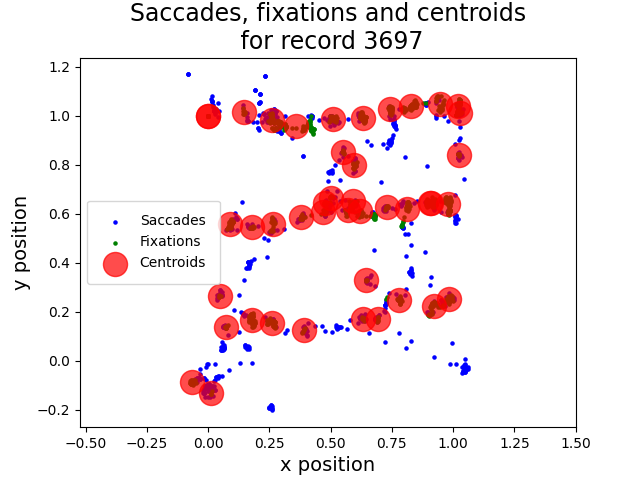 Saccades, fixations and centroids
for record 3697
y position
1.2
1.0
0.8
0.6
0.4
0.2
0.0
−0.2
Saccades
Fixations
Centroids
−0.50
−0.25
0.00
0.25
0.50
0.75
1.00
1.25
1.50
x position